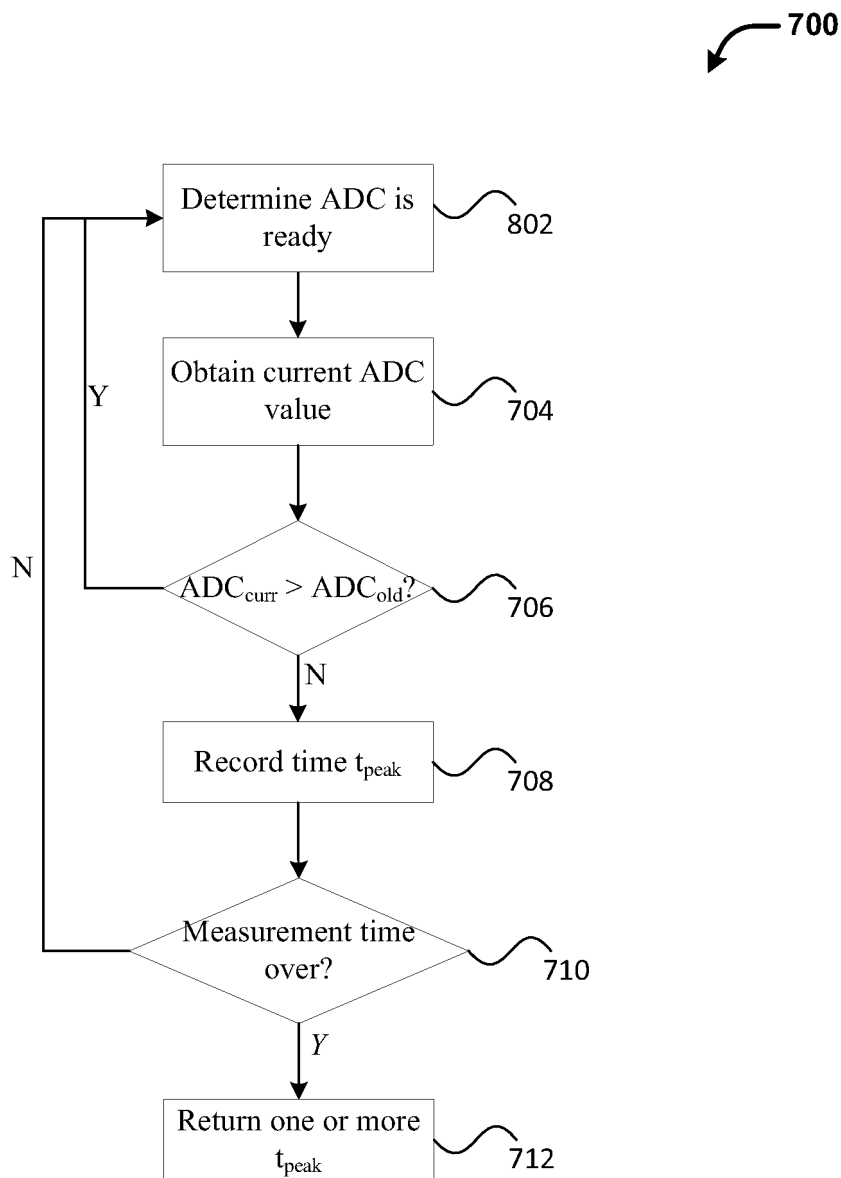 700
Determine ADC is
ready
802
Obtain current ADC
value
704
Y
N
ADCcurr > ADCold?
706
N
Record time tpeak
708
Measurement time
over?
710
Y
Return one or more
tpeak
712